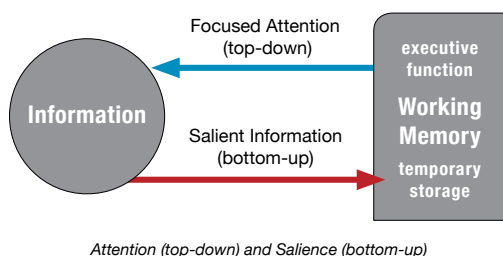 Focused Attention
(top-down)
Information
Salient Information
(bottom-up)
executive
function
Working
Memory
temporary
storage
Attention (top-down) and Salience (bottom-up)